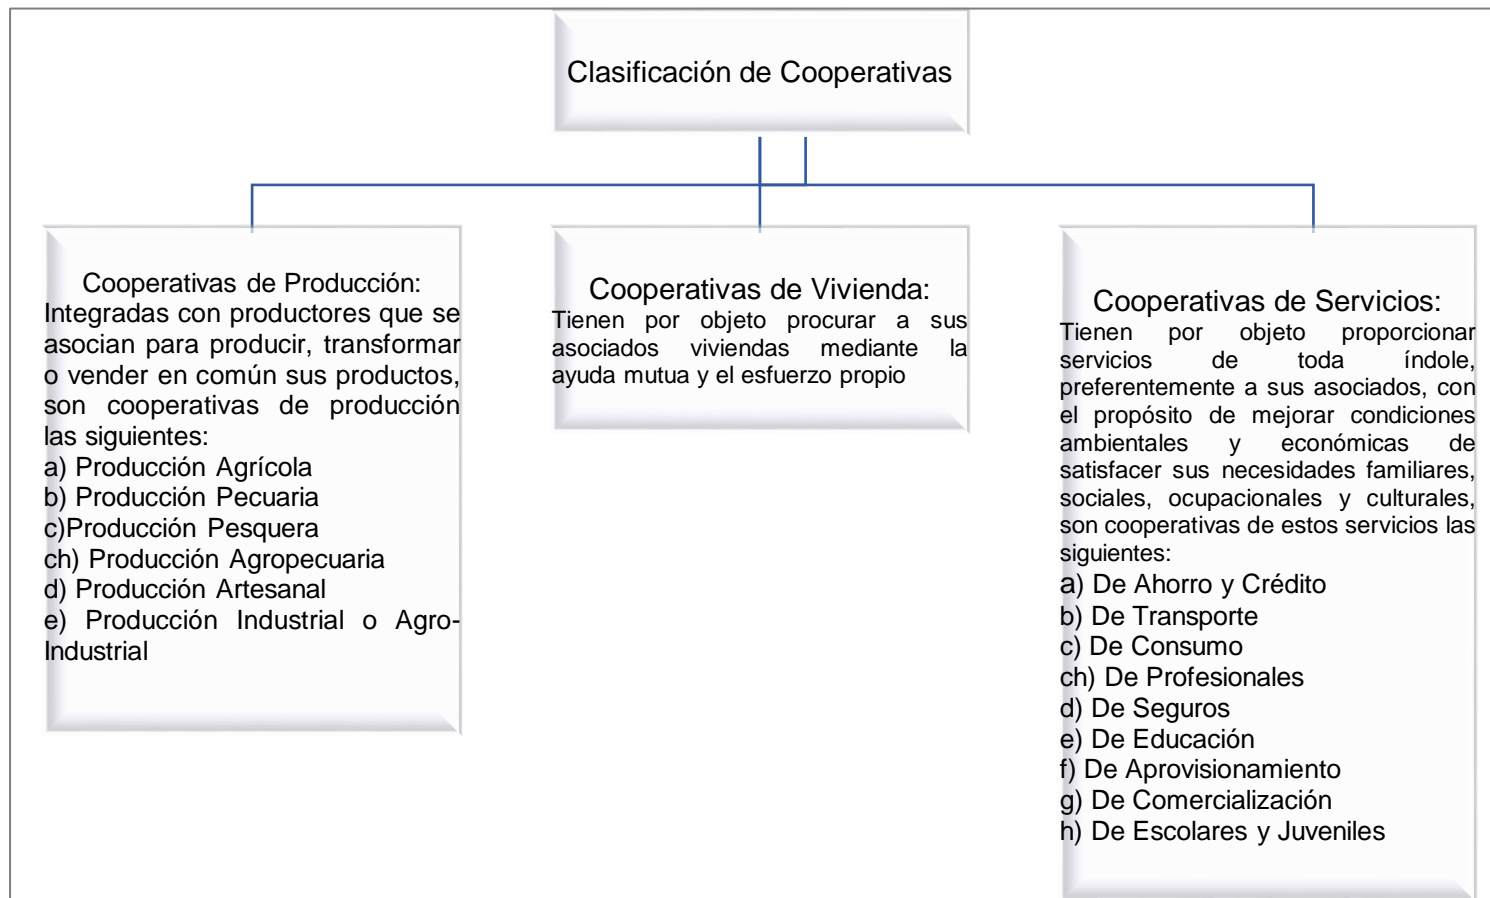 Clasificación de Cooperativas
Cooperativas de Producción:
Integradas con productores que se
asocian para producir, transformar
o vender en común sus productos,
son cooperativas de producción
las siguientes:
a) Producción Agrícola
b) Producción Pecuaria
c)Producción Pesquera
ch) Producción Agropecuaria
d) Producción Artesanal
e) Producción Industrial o Agro-
Industrial
Cooperativas de Vivienda:
Tienen por objeto procurar a sus
asociados viviendas mediante la
ayuda mutua y el esfuerzo propio
Cooperativas de Servicios:
Tienen por objeto proporcionar
servicios de toda índole,
preferentemente a sus asociados, con
el propósito de mejorar condiciones
ambientales y económicas de
satisfacer sus necesidades familiares,
sociales, ocupacionales y culturales,
son cooperativas de estos servicios las
siguientes:
a) De Ahorro y Crédito
b) De Transporte
c) De Consumo
ch) De Profesionales
d) De Seguros
e) De Educación
f) De Aprovisionamiento
g) De Comercialización
h) De Escolares y Juveniles